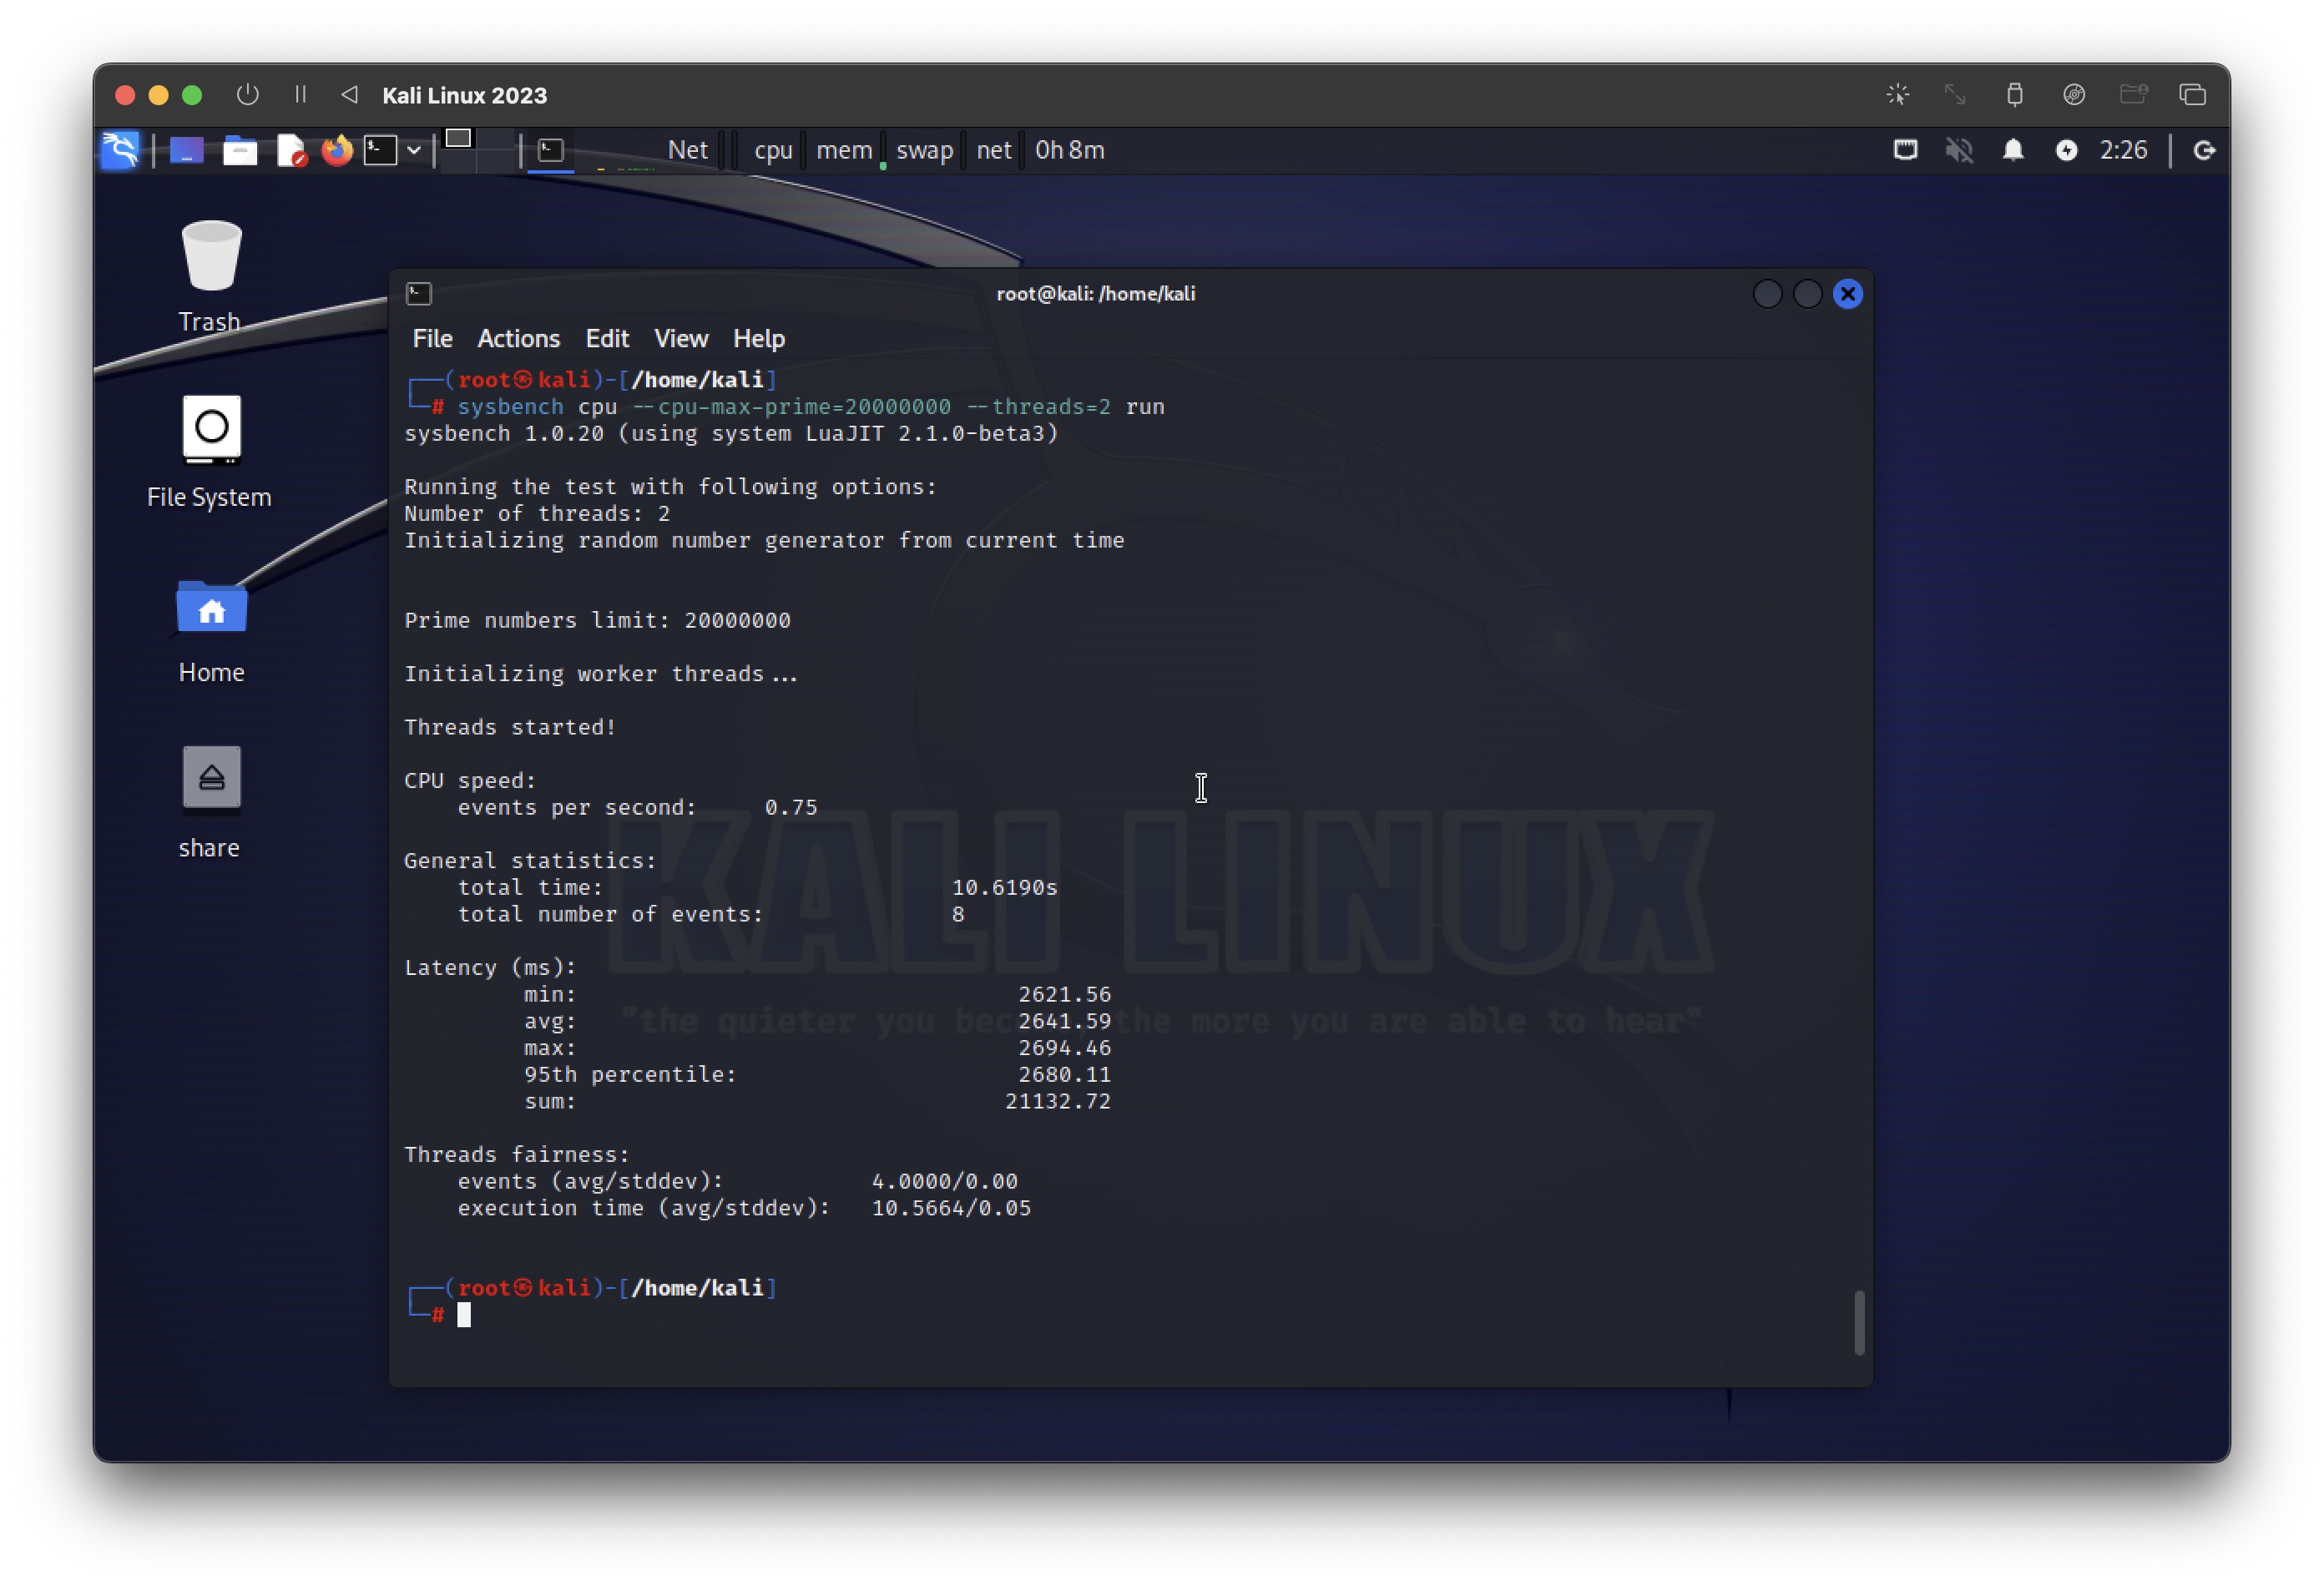 Kali Linux 2023
Net cpu mem swap net 0h 8m 2:26
Trash
File System
Home
share
root@kali: /home/kali
File Actions Edit View Help
┌──(root㉿kali)-[/home/kali]
└─# sysbench cpu --cpu-max-prime=20000000 --threads=2 run
sysbench 1.0.20 (using system LuaJIT 2.1.0-beta3)
Running the test with following options:
Number of threads: 2
Initializing random number generator from current time
Prime numbers limit: 20000000
Initializing worker threads...
Threads started!
CPU speed:
events per second: 0.75
General statistics:
total time: 10.6190s
total number of events: 8
Latency (ms):
min: 2621.56
avg: 2641.59
max: 2694.46
95th percentile: 2680.11
sum: 21132.72
Threads fairness:
events (avg/stddev): 4.0000/0.00
execution time (avg/stddev): 10.5664/0.05
┌──(root㉿kali)-[/home/kali]
└─#
KALI LINUX
"the quieter you bec the more you are able to hear"